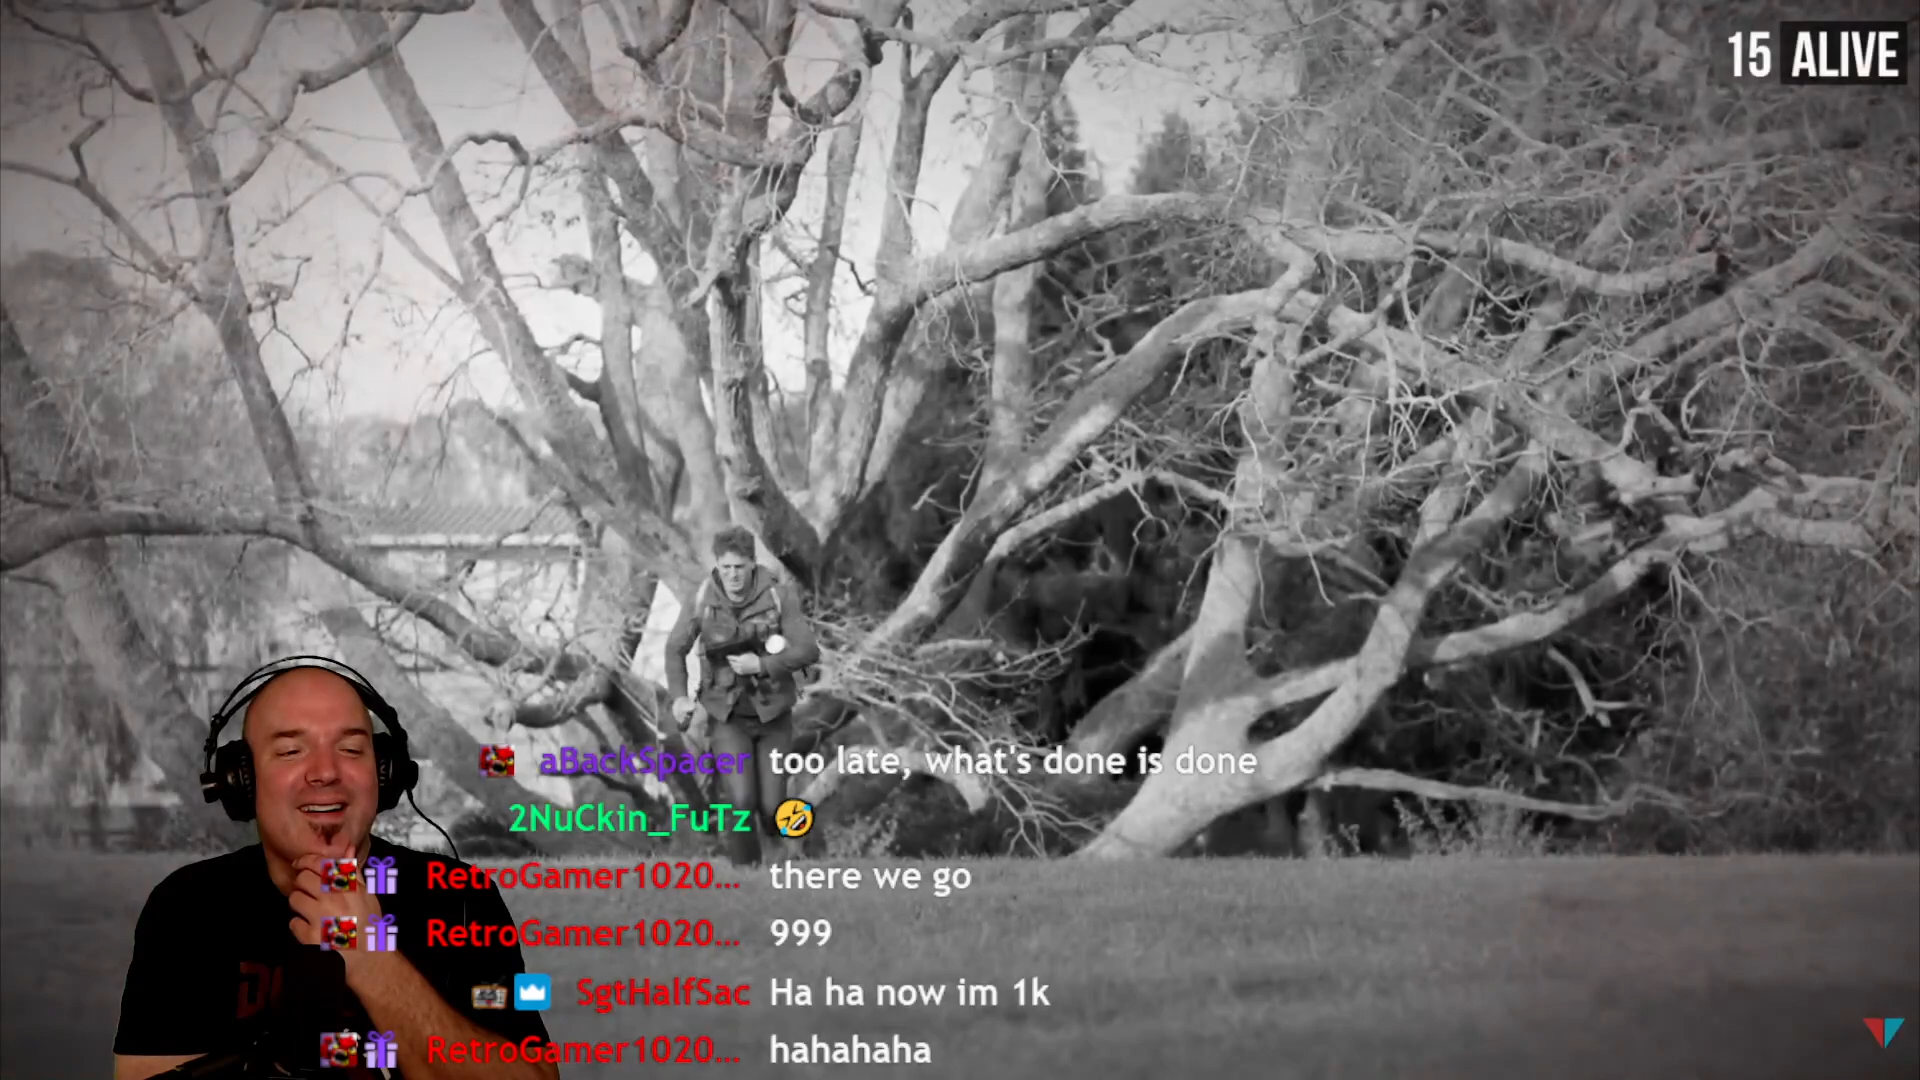 15 ALIVE
aBackSpacer too late, what's done is done
2NuCkin_FuTz 🤣
RetroGamer1020... there we go
RetroGamer1020... 999
SgtHalfSac Ha ha now im 1k
RetroGamer1020... hahahaha